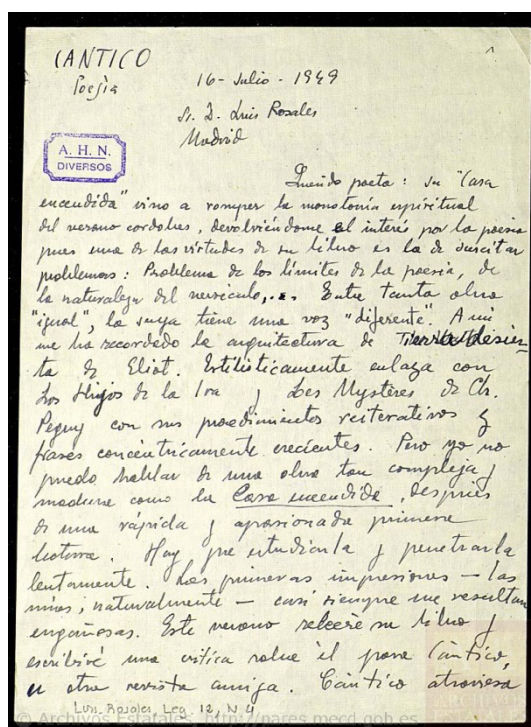 CANTICO
Poesía
16 - Julio - 1949
Sr. D. Luis Rosales
Madrid
A. H. N.
DIVERSOS
Querido poeta: su "Casa
encendida" vino a romper la monotonía espiritual
del verano cordobes, devolviéndome el interés por la poesía
pues una de las virtudes de su libro es la de suscitar
problemas: Problema de los límites de la poesía, de
la naturaleza del versículo,... Entre tanta obra
"igual", la suya tiene una voz "diferente". A mi
me ha recordado la arquitectura de Tierra desier-
ta de Eliot. Estilísticamente enlaza con
Los Hijos de la Ira y Les Mystères de Ch.
Peguy con sus procedimientos reiterativos y
frases concéntricamente crecientes. Pero yo no
puedo hablar de una obra tan compleja y
madura como la Casa encendida, después
de una rápida y apasionada primera
lectura. Hay que estudiarla y penetrarla
lentamente. Las primeras impresiones — las
mías, naturalmente — casi siempre me resultan
engañosas. Este verano releeré su libro y
escribiré una crítica sobre él para Cántico,
u otra revista amiga. Cántico atraviesa
Luis Rosales Leg. 12, N 4
© Archivos Estatales, http://pares.mecd.gob.es